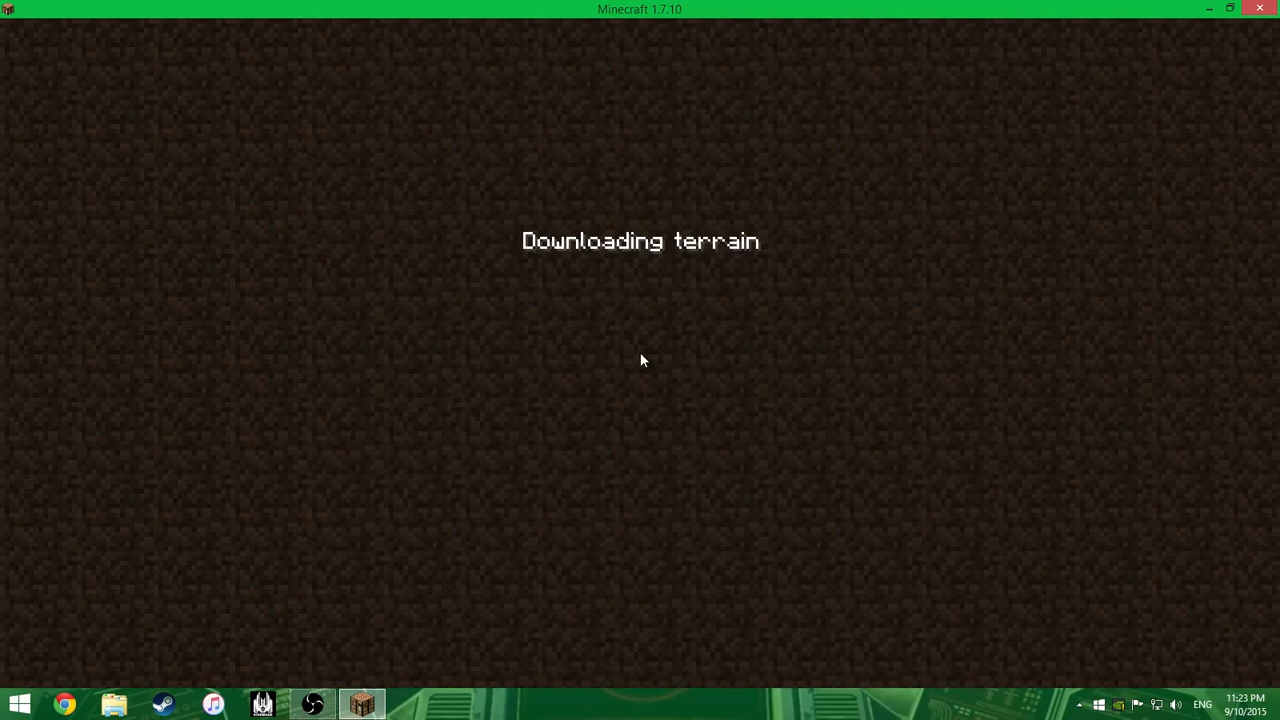 Minecraft 1.7.10
Downloading terrain
ENG
11:23 PM
9/10/2015